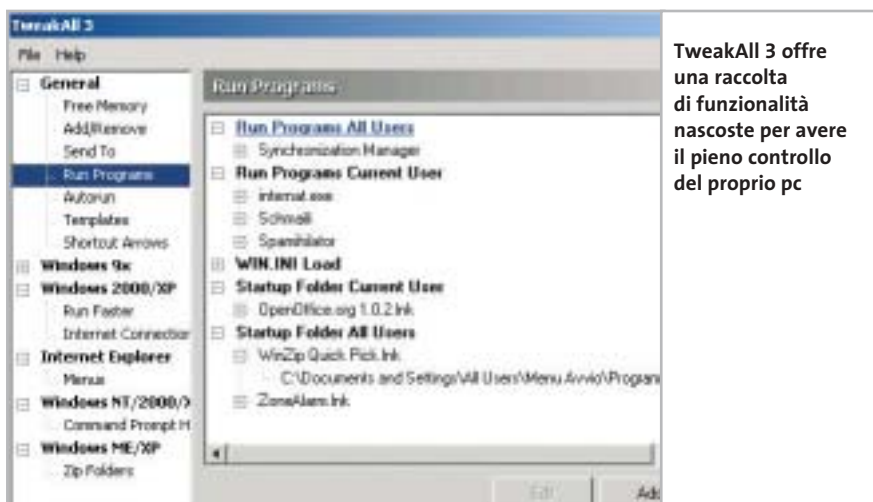 TweakAll 3
File Help
General
Free Memory
Add/Remove
Send To
Run Programs
Autorun
Templates
Shortcut Arrows
Windows 9x
Windows 2000/XP
Run Faster
Internet Connection
Internet Explorer
Menus
Windows NT/2000/X
Command Prompt H
Windows ME/XP
Zip Folders
Run Programs
Run Programs All Users
Synchronization Manager
Run Programs Current User
internat.exe
Spamihilator
WIN.INI Load
Startup Folder Current User
OpenOffice.org 1.0.2.lnk
Startup Folder All Users
WinZip Quick Pick.lnk
C:\Documents and Settings\All Users\Menu Avvio\Program
ZoneAlarm.lnk
Edit Add
TweakAll 3 offre
una raccolta
di funzionalità
nascoste per avere
il pieno controllo
del proprio pc